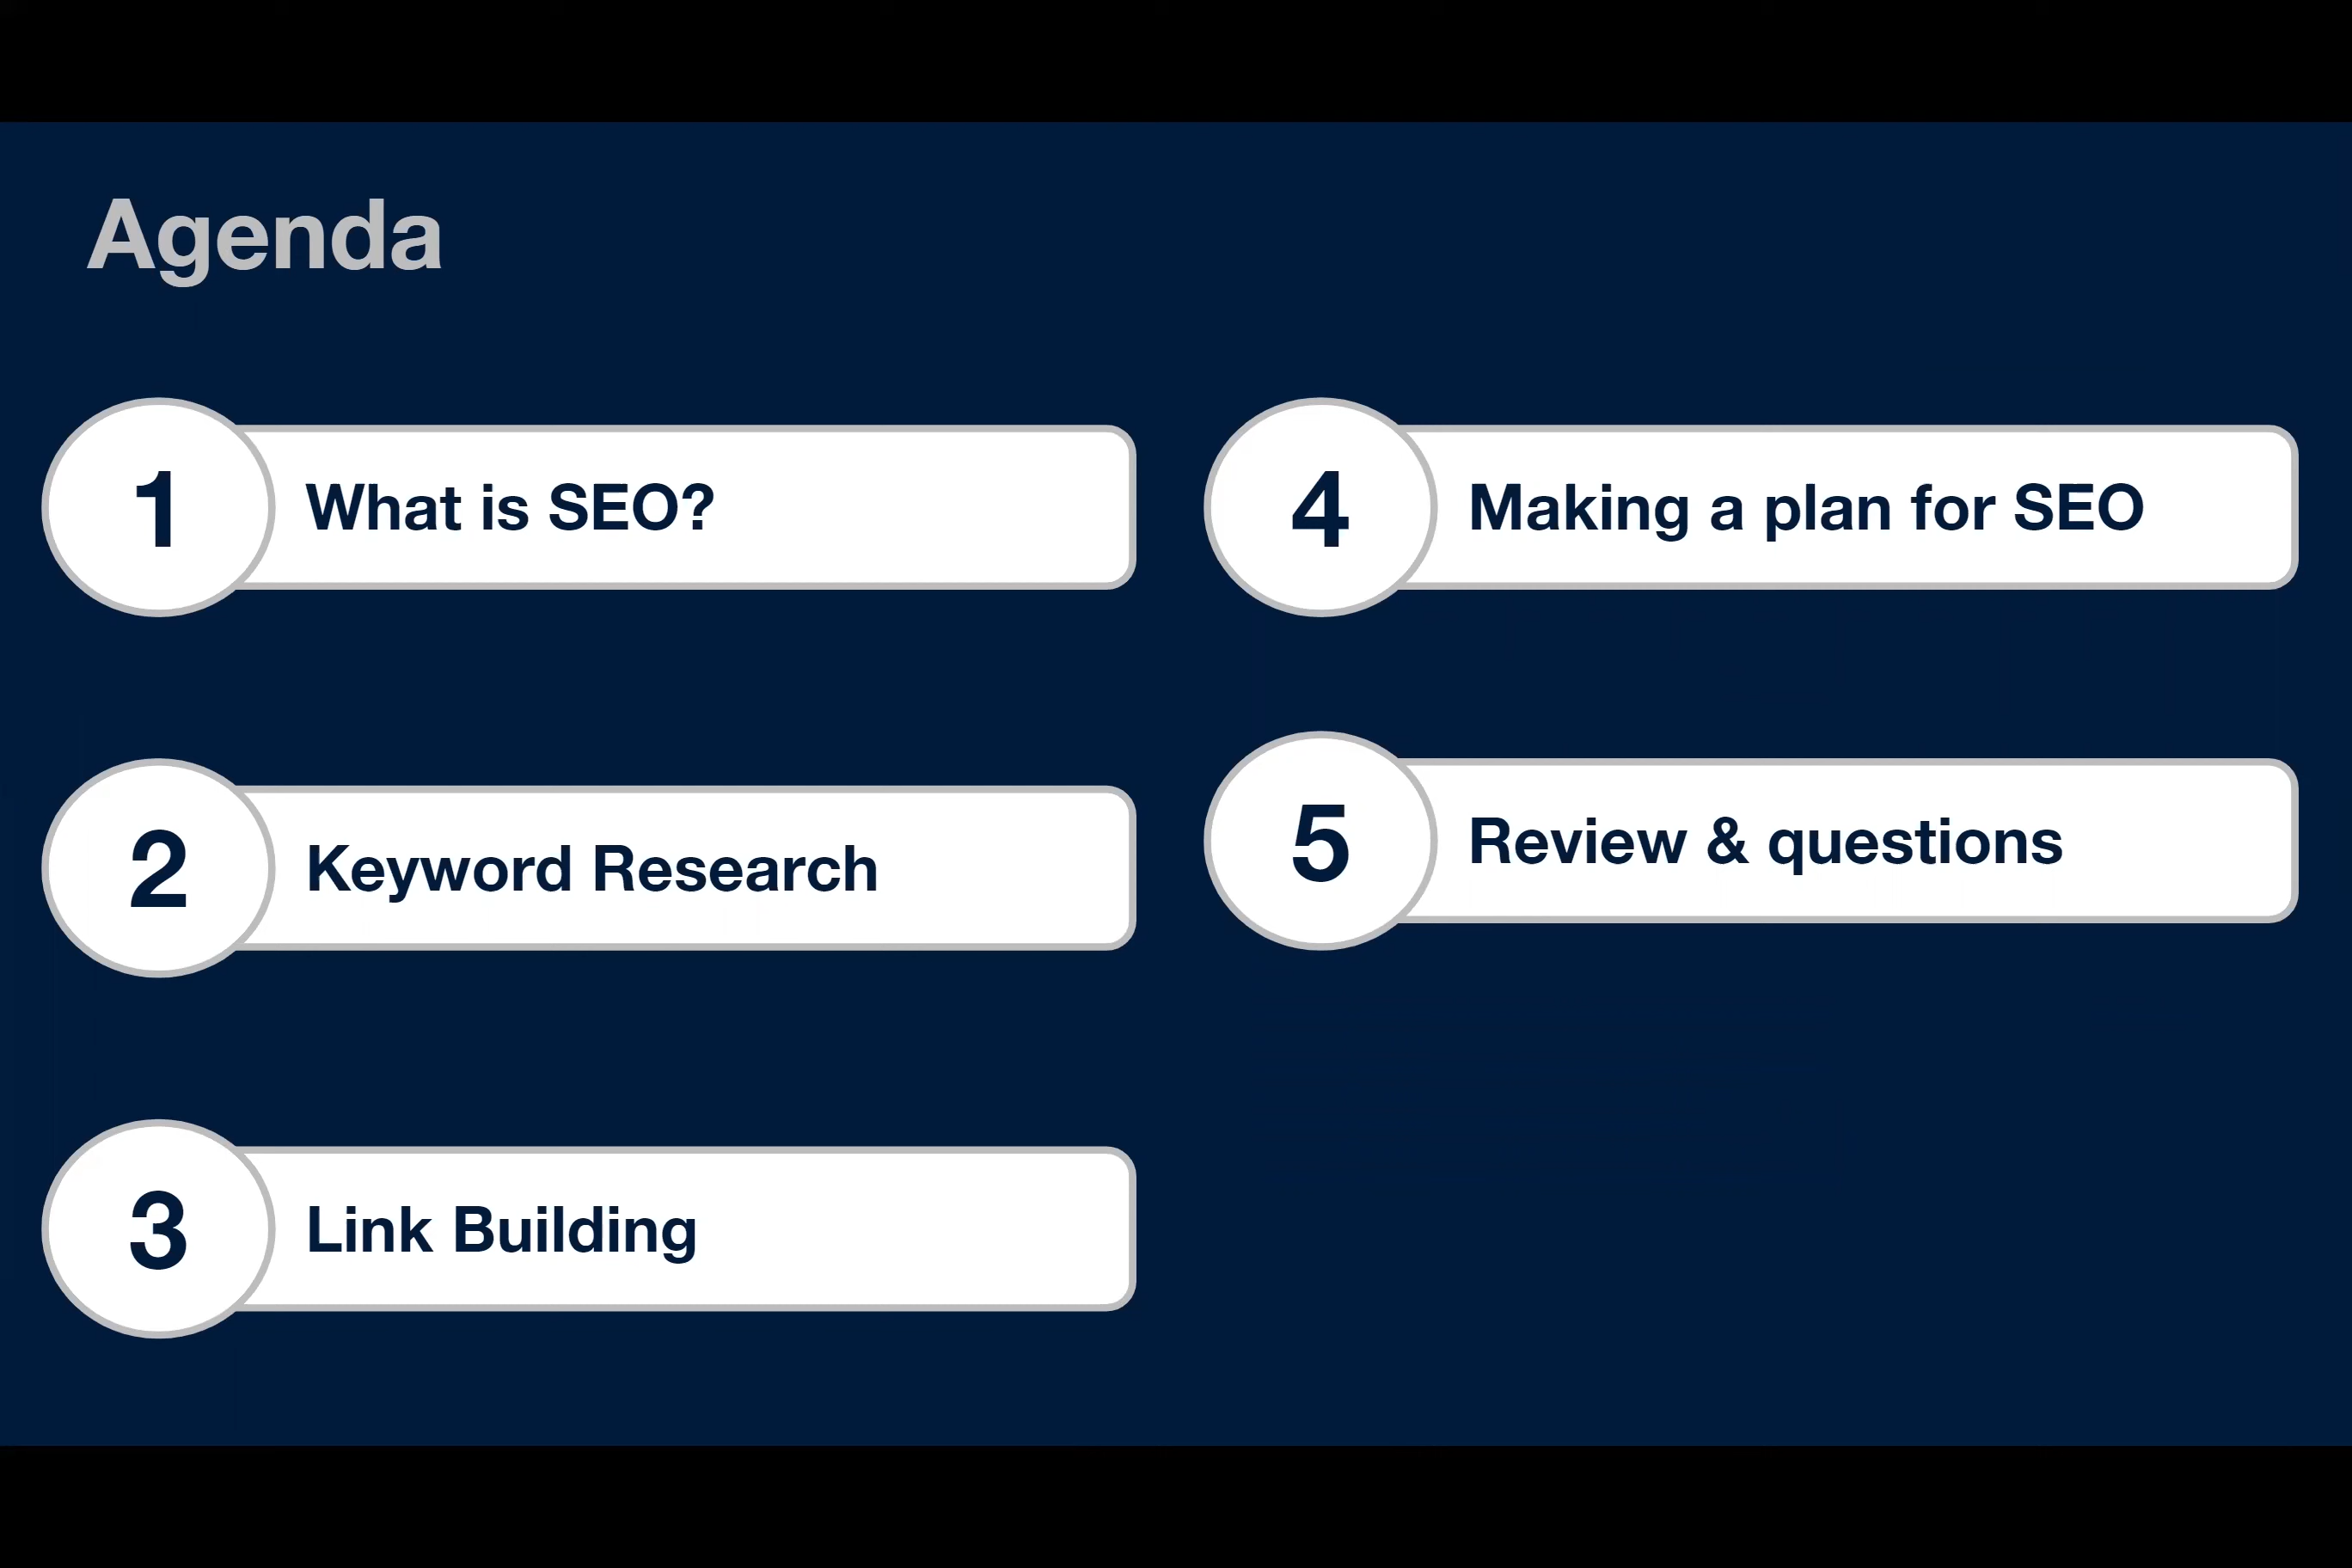 Agenda
1 What is SEO?
2 Keyword Research
3 Link Building
4 Making a plan for SEO
5 Review & questions